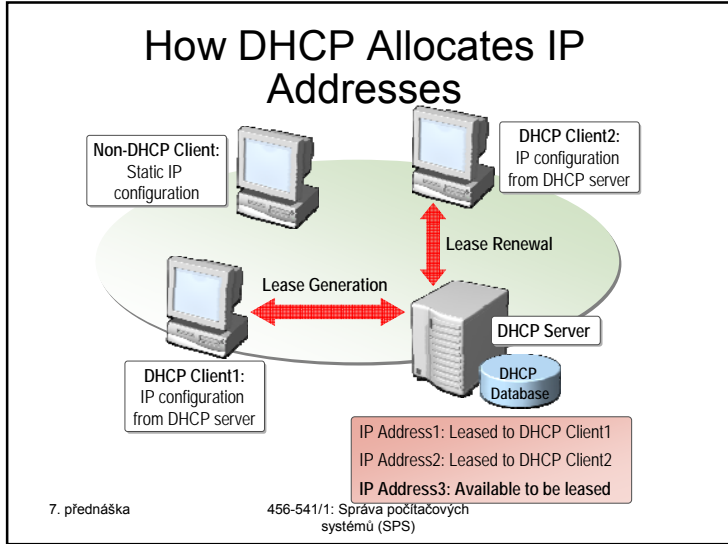 How DHCP Allocates IP
Addresses
Non-DHCP Client:
Static IP
configuration
DHCP Client2:
IP configuration
from DHCP server
Lease Renewal
Lease Generation
DHCP Server
DHCP
Database
DHCP Client1:
IP configuration
from DHCP server
IP Address1: Leased to DHCP Client1
IP Address2: Leased to DHCP Client2
IP Address3: Available to be leased
7. přednáška
456-541/1: Správa počítačových
systémů (SPS)